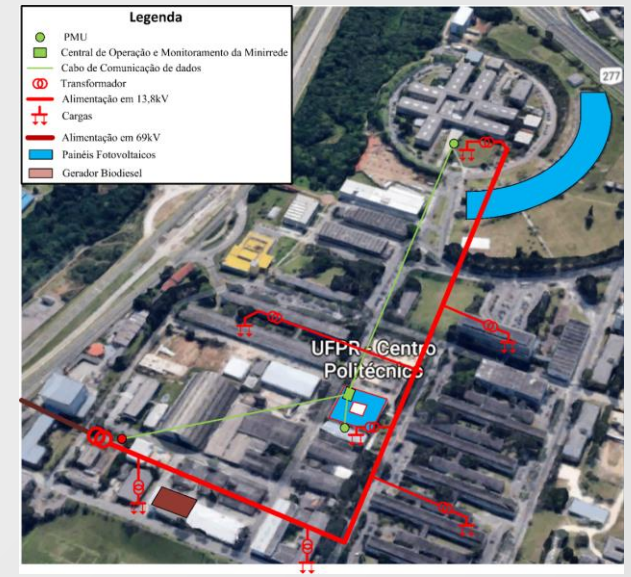 Legenda
PMU
Central de Operação e Monitoramento da Minirrede
Cabo de Comunicação de dados
Transformador
Alimentação em 13,8kV
Cargas
Alimentação em 69kV
Painéis Fotovoltaicos
Gerador Biodiesel
277
UFPR - Centro
Politécnico